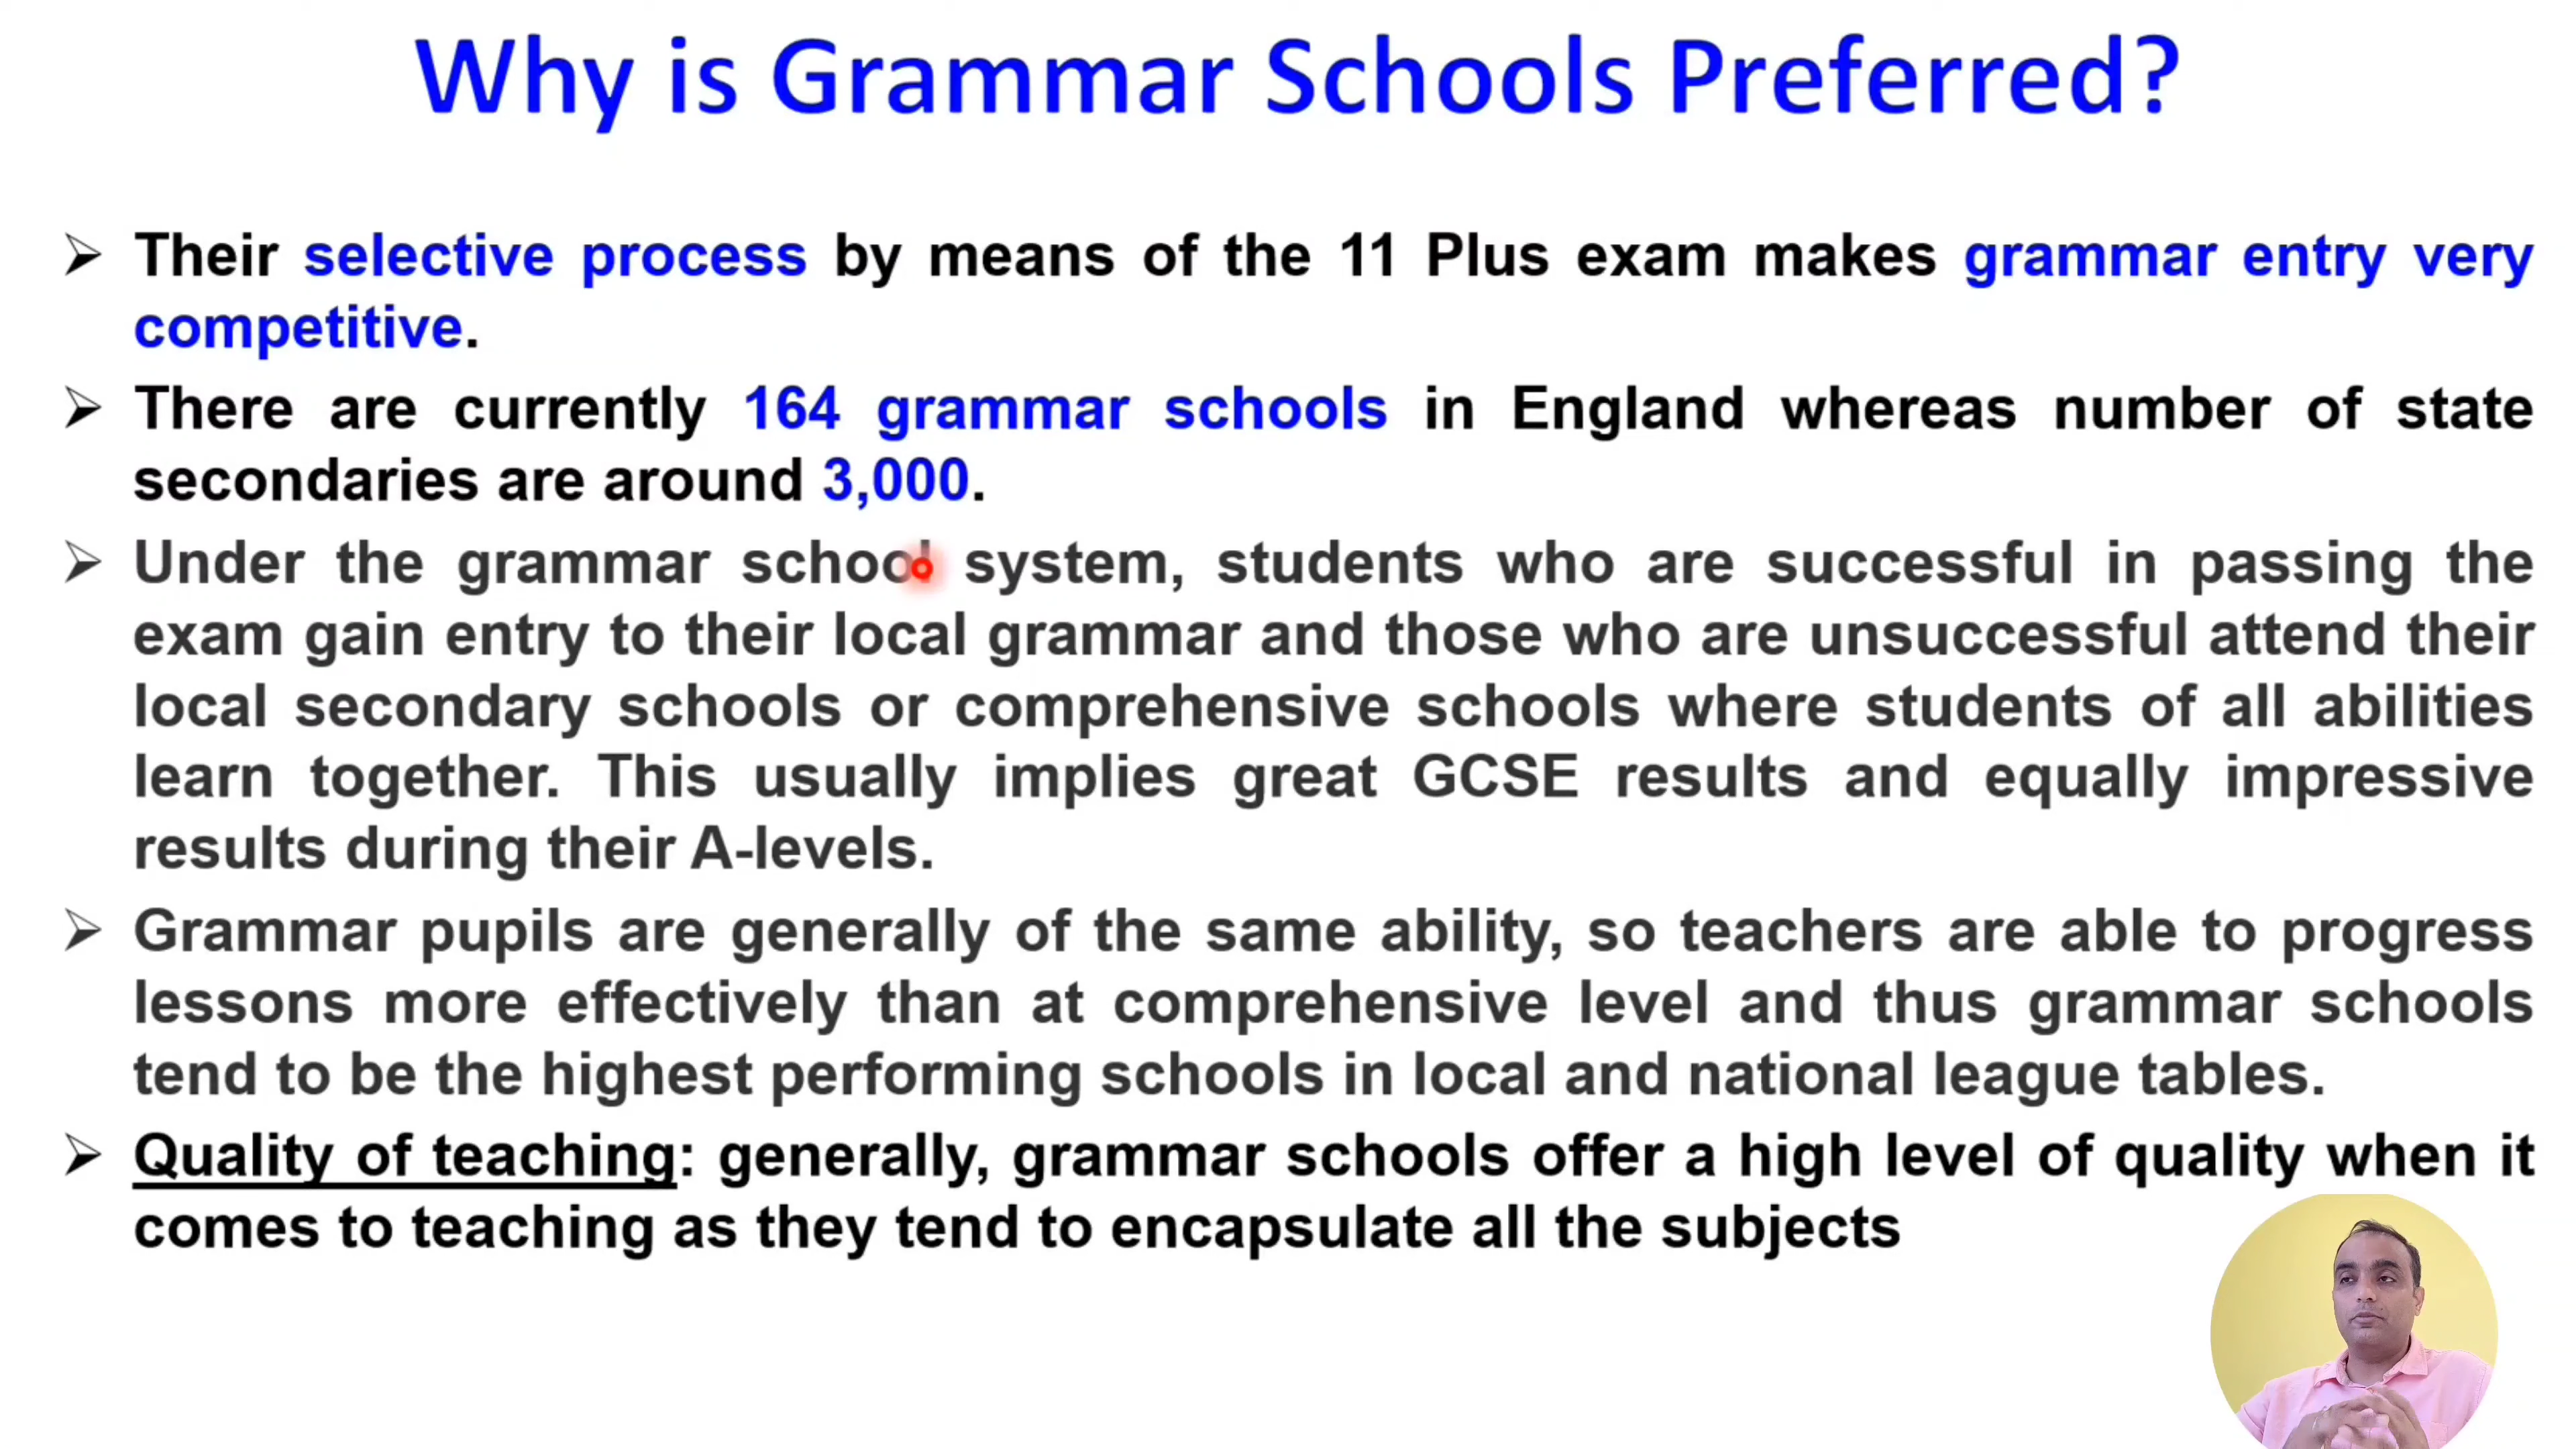 Why is Grammar Schools Preferred?
Their selective process by means of the 11 Plus exam makes grammar entry very
competitive.
There are currently 164 grammar schools in England whereas number of state
secondaries are around 3,000.
Under the grammar school system, students who are successful in passing the
exam gain entry to their local grammar and those who are unsuccessful attend their
local secondary schools or comprehensive schools where students of all abilities
learn together. This usually implies great GCSE results and equally impressive
results during their A-levels.
Grammar pupils are generally of the same ability, so teachers are able to progress
lessons more effectively than at comprehensive level and thus grammar schools
tend to be the highest performing schools in local and national league tables.
Quality of teaching: generally, grammar schools offer a high level of quality when it
comes to teaching as they tend to encapsulate all the subjects